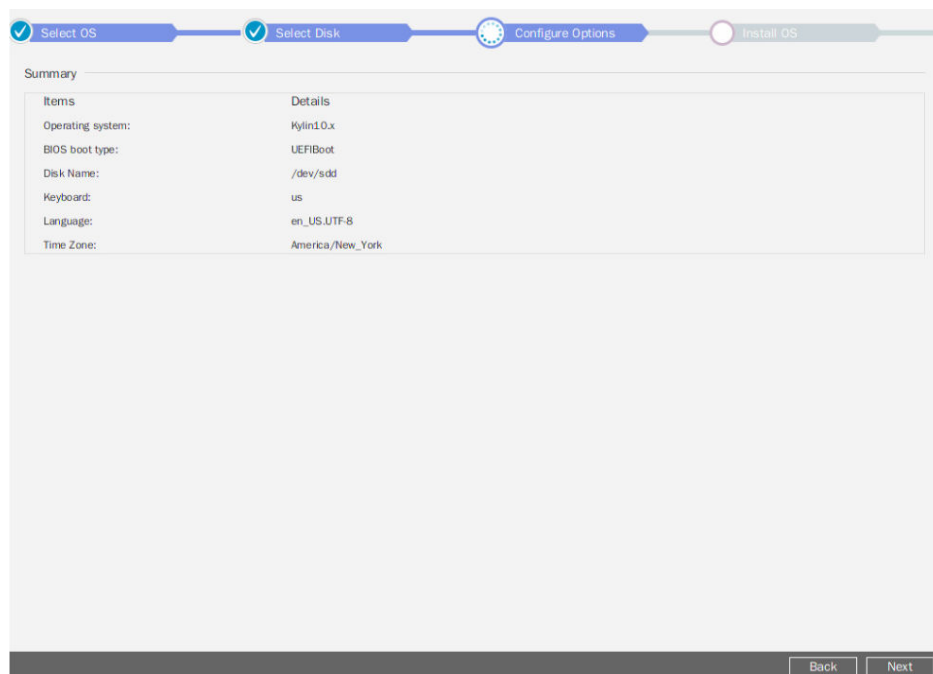 Select OS Select Disk Configure Options Install OS
Summary
Items Details
Operating system: Kylin10.x
BIOS boot type: UEFIBoot
Disk Name: /dev/sdd
Keyboard: us
Language: en_US.UTF-8
Time Zone: America/New_York
Back Next